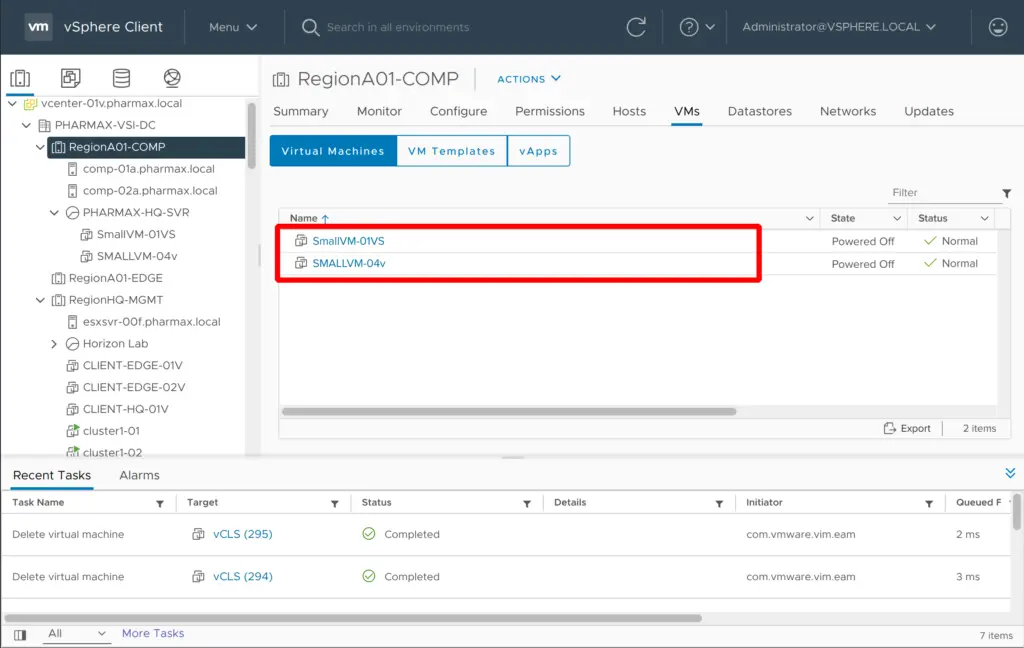 vm vSphere Client Menu Search in all environments Administrator@VSPHERE.LOCAL
vcenter-01v.pharmax.local
PHARMAX-VSI-DC
RegionA01-COMP
comp-01a.pharmax.local
comp-02a.pharmax.local
PHARMAX-HQ-SVR
SmallVM-01VS
SMALLVM-04v
RegionA01-EDGE
RegionHQ-MGMT
esxsvr-00f.pharmax.local
Horizon Lab
CLIENT-EDGE-01V
CLIENT-EDGE-02V
CLIENT-HQ-01V
cluster1-01
cluster1-02
RegionA01-COMP ACTIONS
Summary Monitor Configure Permissions Hosts VMs Datastores Networks Updates
Virtual Machines VM Templates vApps
Filter
Name State Status
SmallVM-01VS Powered Off Normal
SMALLVM-04v Powered Off Normal
Export 2 items
Recent Tasks Alarms
Task Name Target Status Details Initiator Queued F
Delete virtual machine vCLS (295) Completed com.vmware.vim.eam 2 ms
Delete virtual machine vCLS (294) Completed com.vmware.vim.eam 3 ms
All More Tasks 7 items